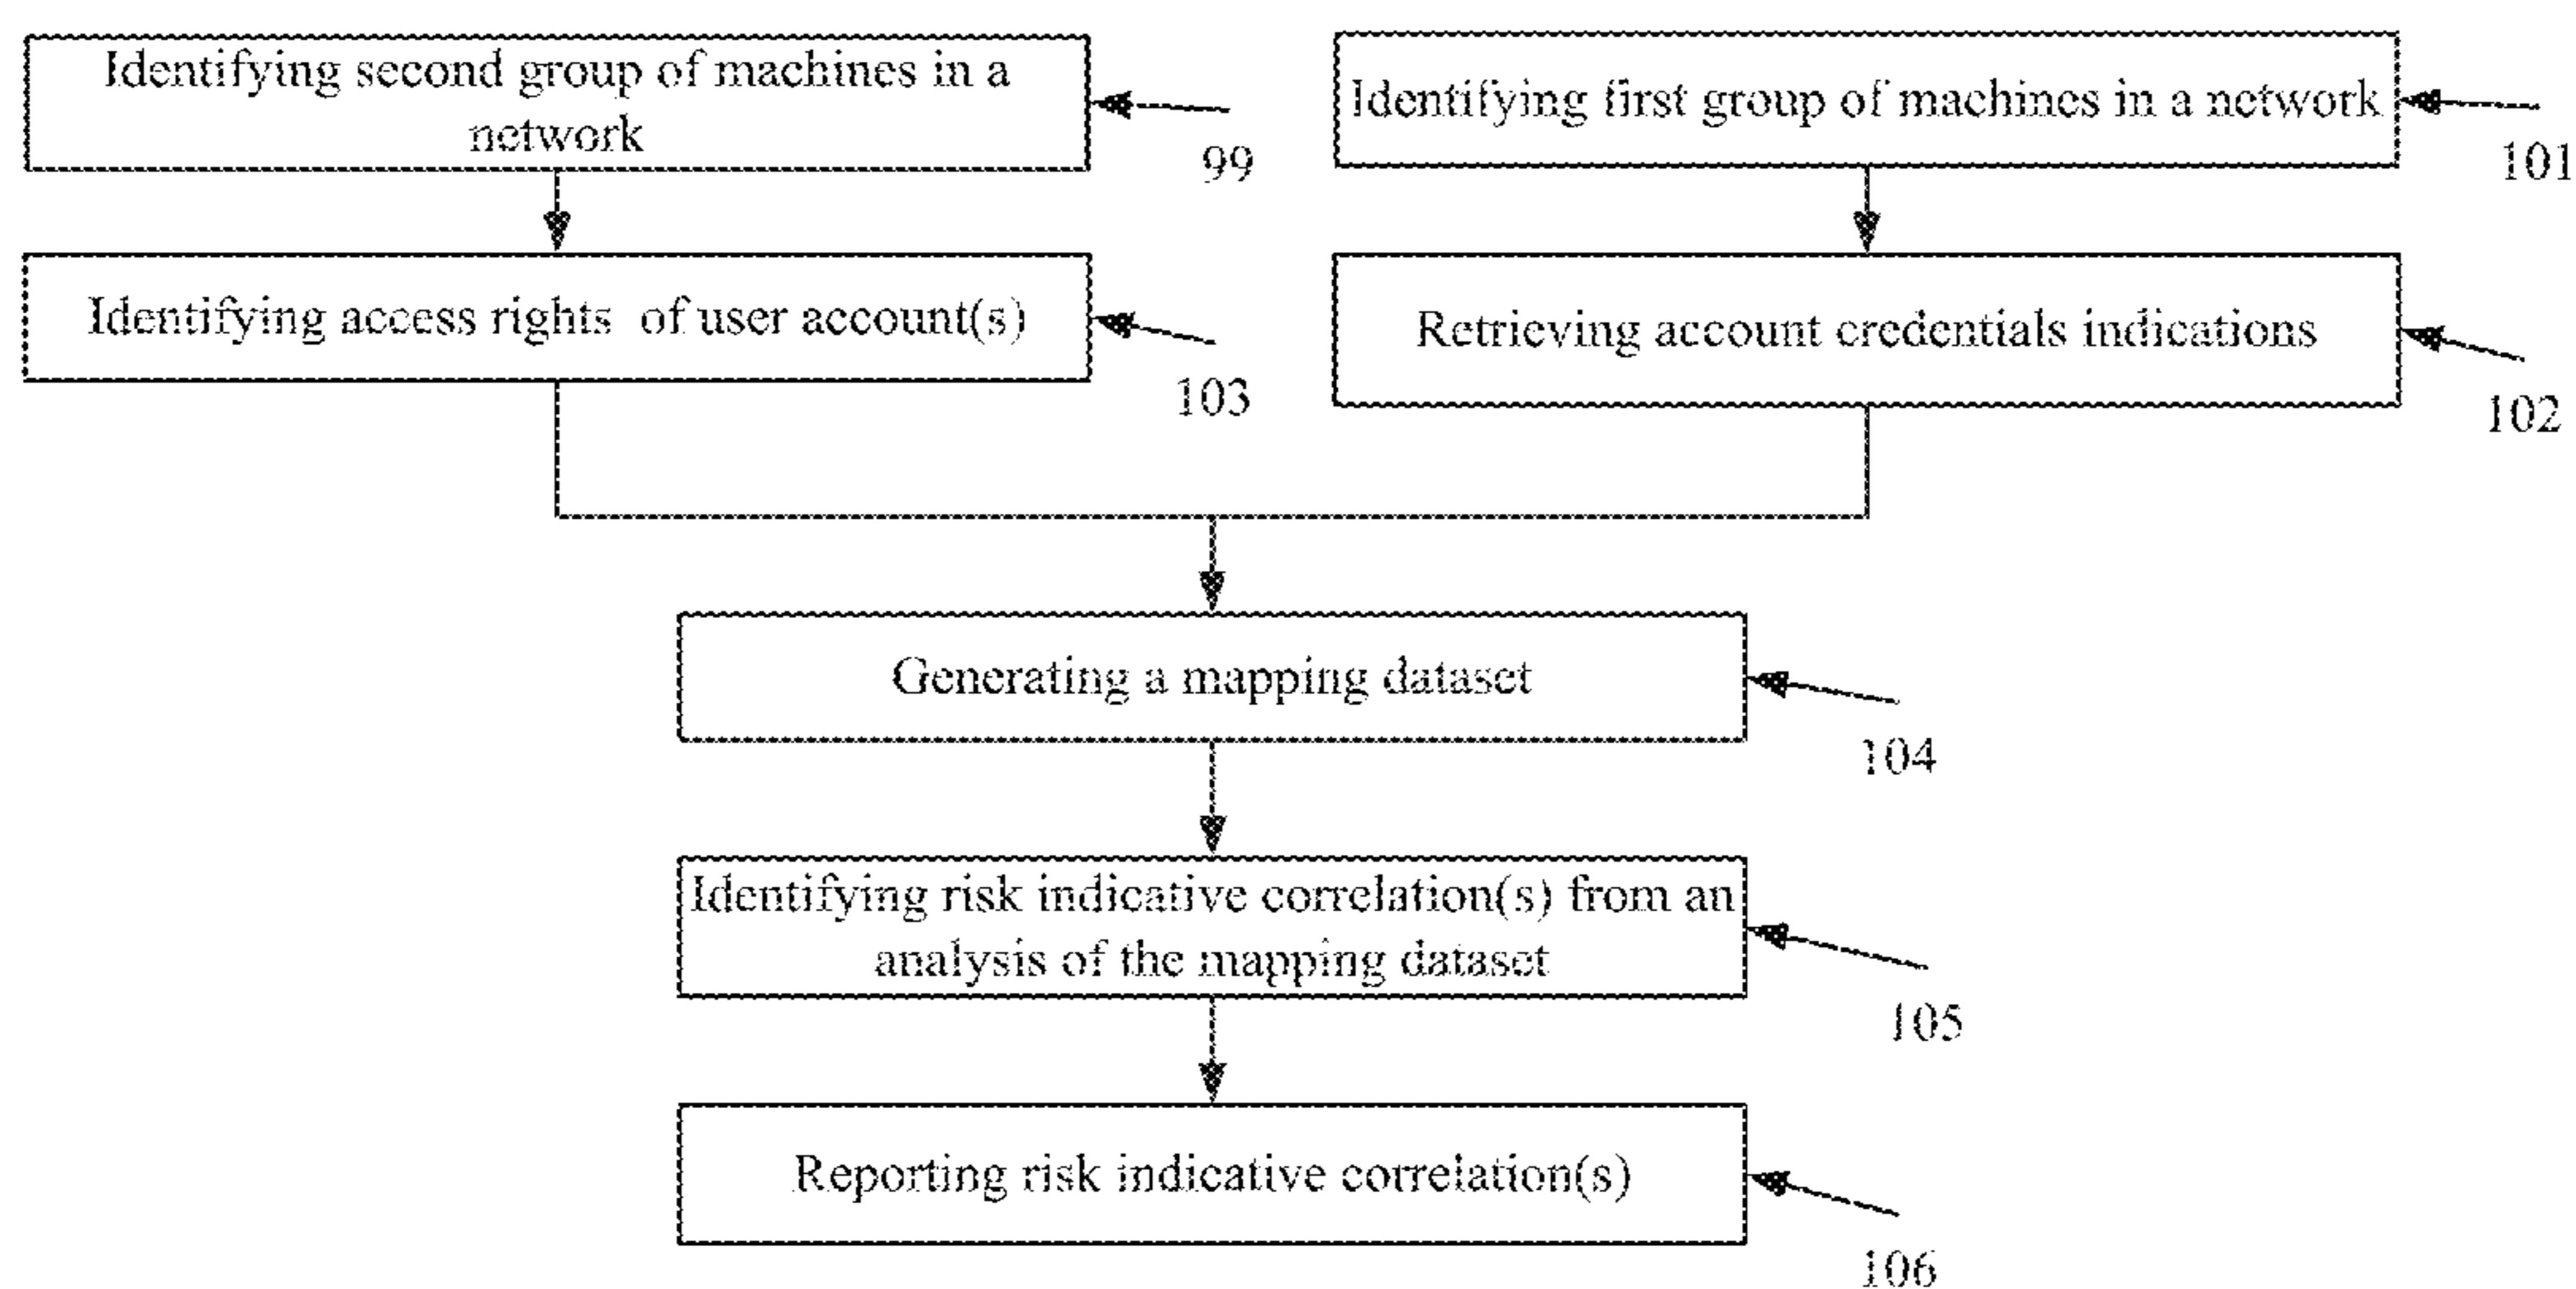 Identifying second group of machines in a
network
99
Identifying first group of machines in a network
101
Identifying access rights of user account(s)
103
Retrieving account credentials indications
102
Generating a mapping dataset
104
Identifying risk indicative correlation(s) from an
analysis of the mapping dataset
105
Reporting risk indicative correlation(s)
106